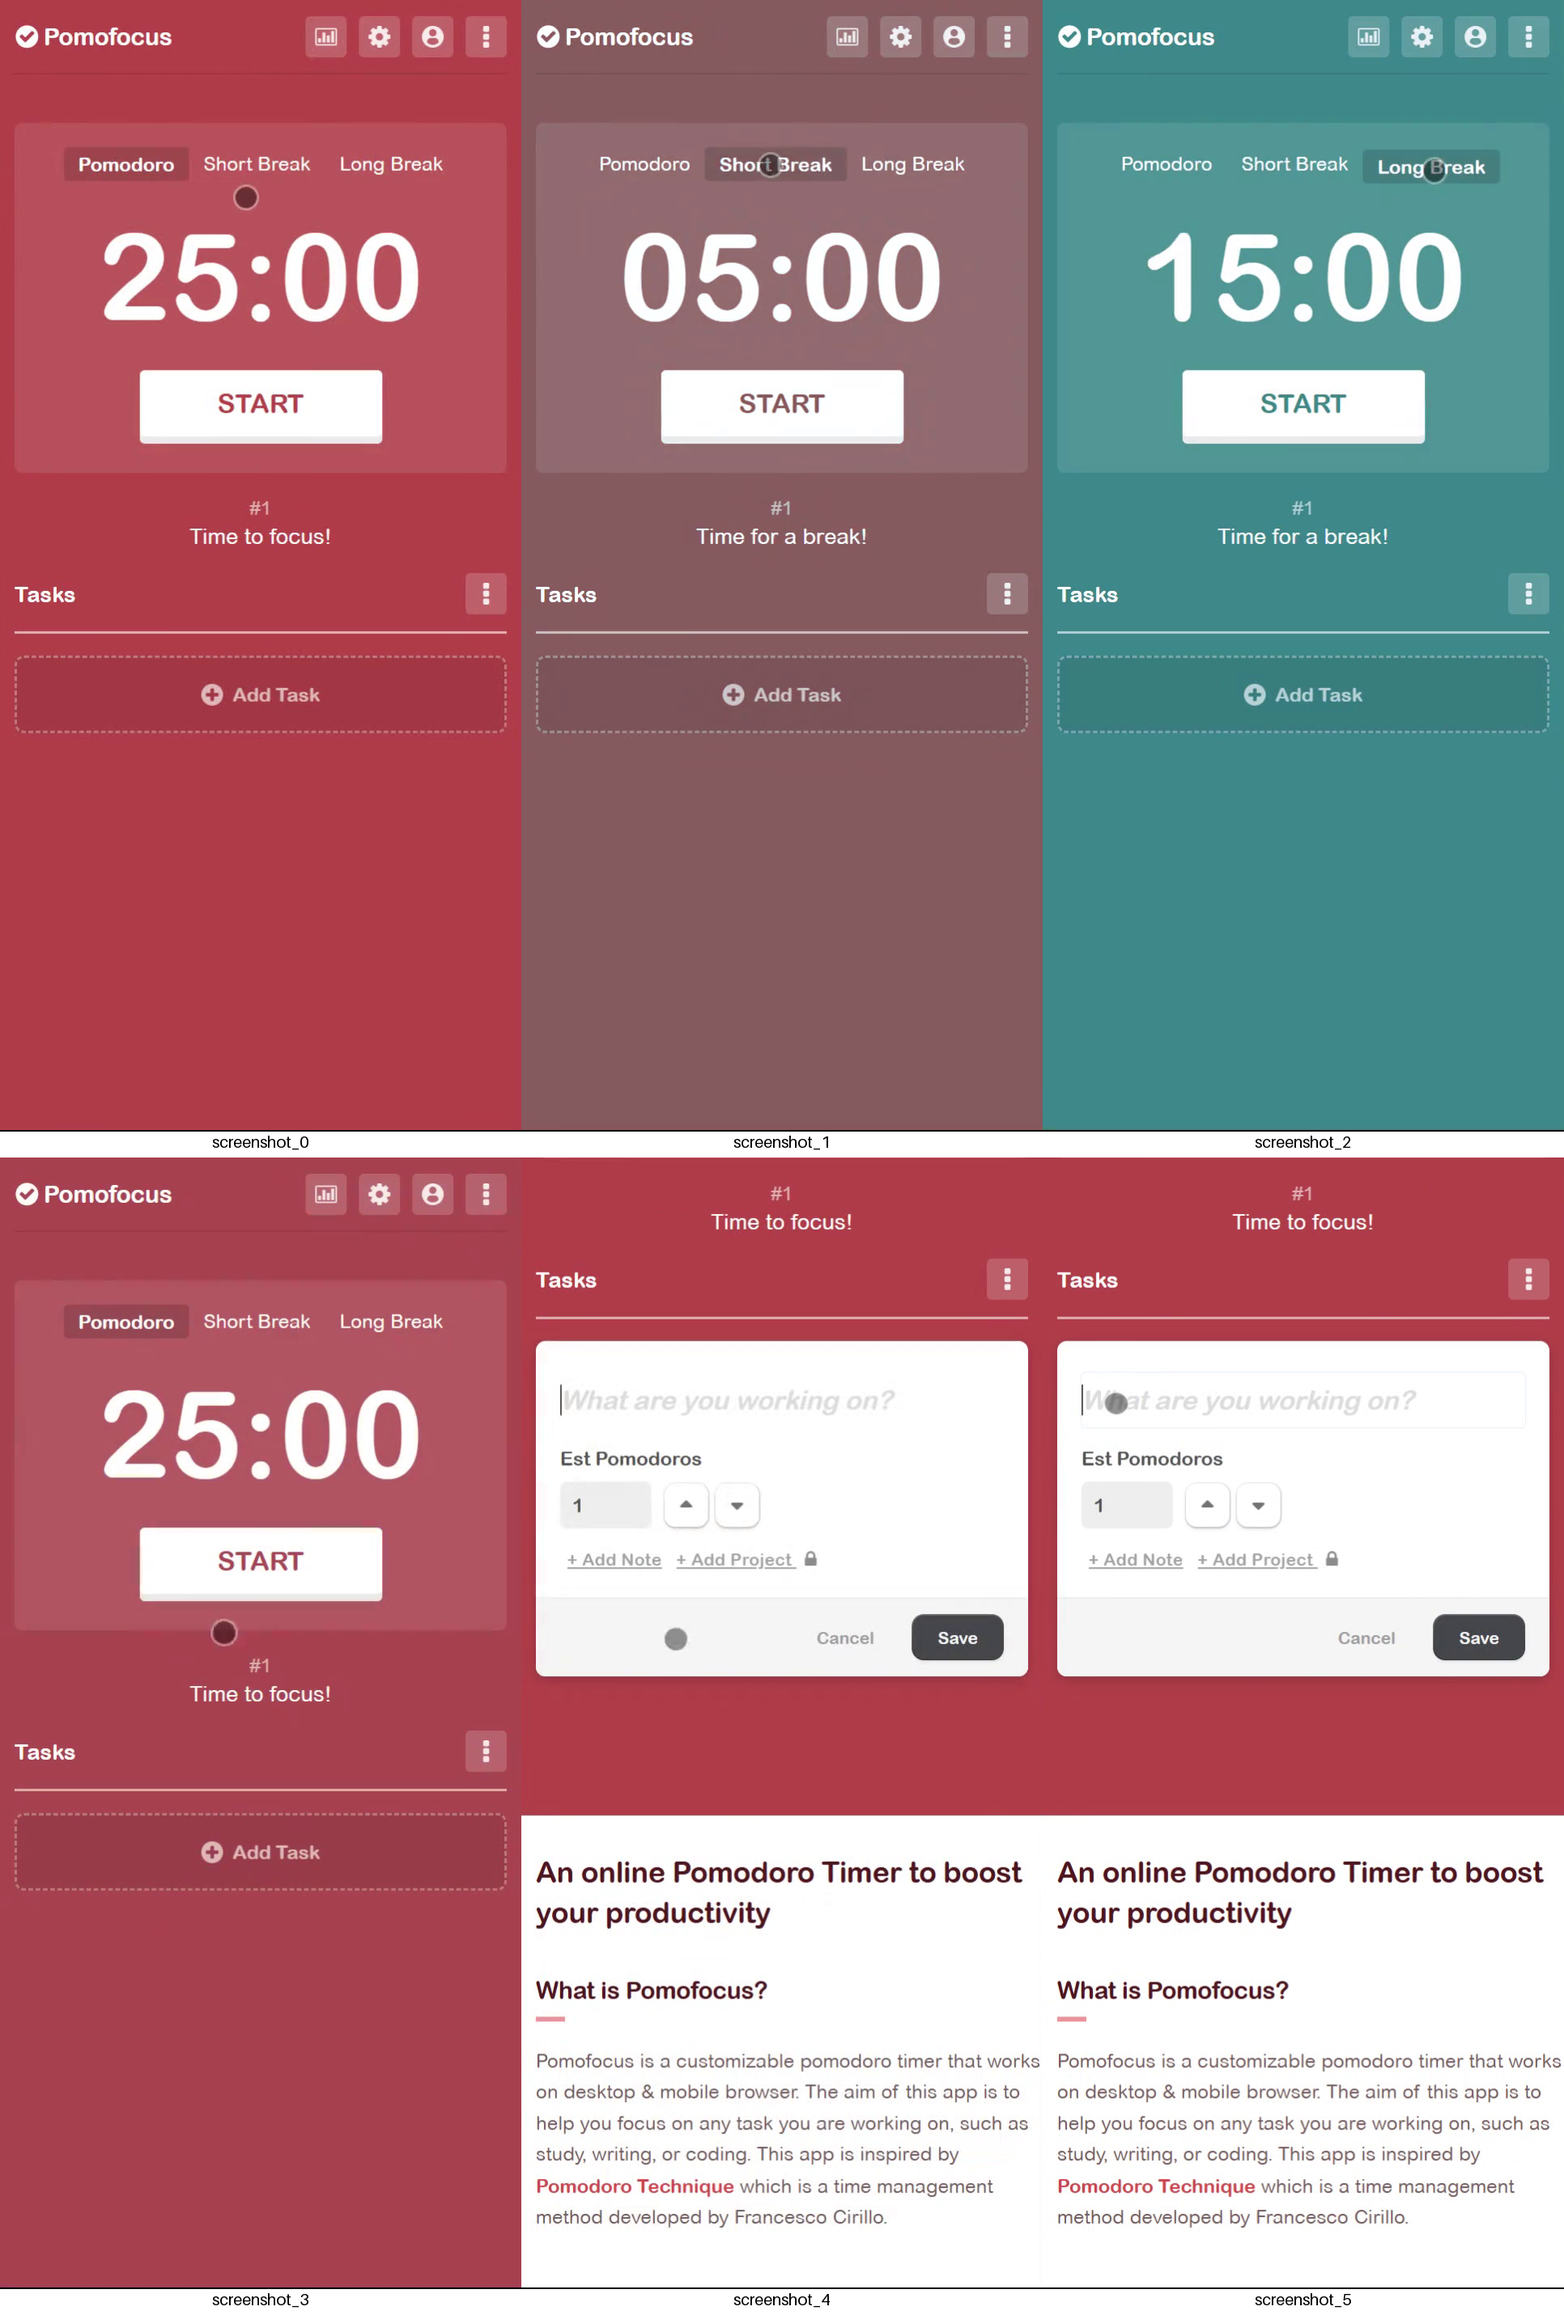 Pomofocus
Pomodoro Short Break Long Break
25:00
START
#1
Time to focus!
Tasks
Add Task
screenshot_0
Pomofocus
Pomodoro Short Break Long Break
05:00
START
#1
Time for a break!
Tasks
Add Task
screenshot_1
Pomofocus
Pomodoro Short Break Long Break
15:00
START
#1
Time for a break!
Tasks
Add Task
screenshot_2
Pomofocus
Pomodoro Short Break Long Break
25:00
START
#1
Time to focus!
Tasks
Add Task
screenshot_3
#1
Time to focus!
Tasks
What are you working on?
Est Pomodoros
1
+ Add Note + Add Project
Cancel Save
An online Pomodoro Timer to boost
your productivity
What is Pomofocus?
Pomofocus is a customizable pomodoro timer that works
on desktop & mobile browser. The aim of this app is to
help you focus on any task you are working on, such as
study, writing, or coding. This app is inspired by
Pomodoro Technique which is a time management
method developed by Francesco Cirillo.
screenshot_4
#1
Time to focus!
Tasks
What are you working on?
Est Pomodoros
1
+ Add Note + Add Project
Cancel Save
An online Pomodoro Timer to boost
your productivity
What is Pomofocus?
Pomofocus is a customizable pomodoro timer that works
on desktop & mobile browser. The aim of this app is to
help you focus on any task you are working on, such as
study, writing, or coding. This app is inspired by
Pomodoro Technique which is a time management
method developed by Francesco Cirillo.
screenshot_5